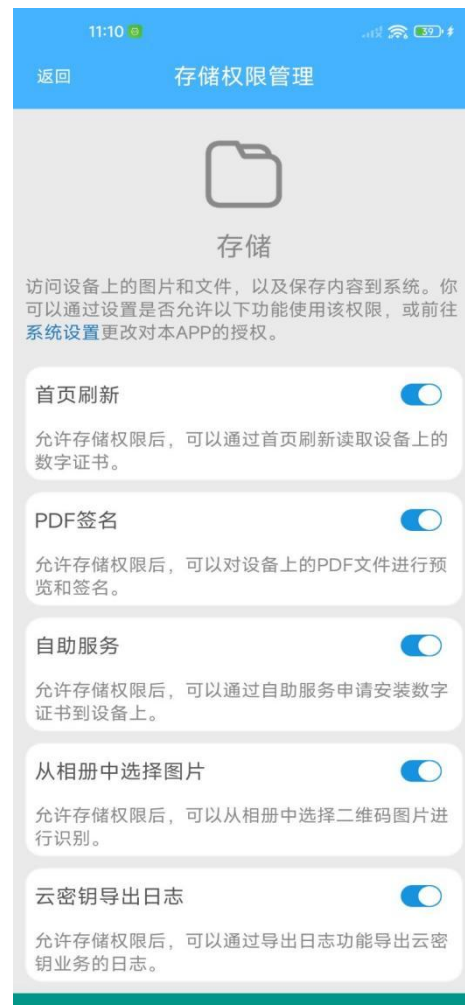 11:10
39
返回
存储权限管理
存储
访问设备上的图片和文件，以及保存内容到系统。你
可以通过设置是否允许以下功能使用该权限，或前往
系统设置更改对本APP的授权。
首页刷新
允许存储权限后，可以通过首页刷新读取设备上的
数字证书。
PDF签名
允许存储权限后，可以对设备上的PDF文件进行预
览和签名。
自助服务
允许存储权限后，可以通过自助服务申请安装数字
证书到设备上。
从相册中选择图片
允许存储权限后，可以从相册中选择二维码图片进
行识别。
云密钥导出日志
允许存储权限后，可以通过导出日志功能导出云密
钥业务的日志。